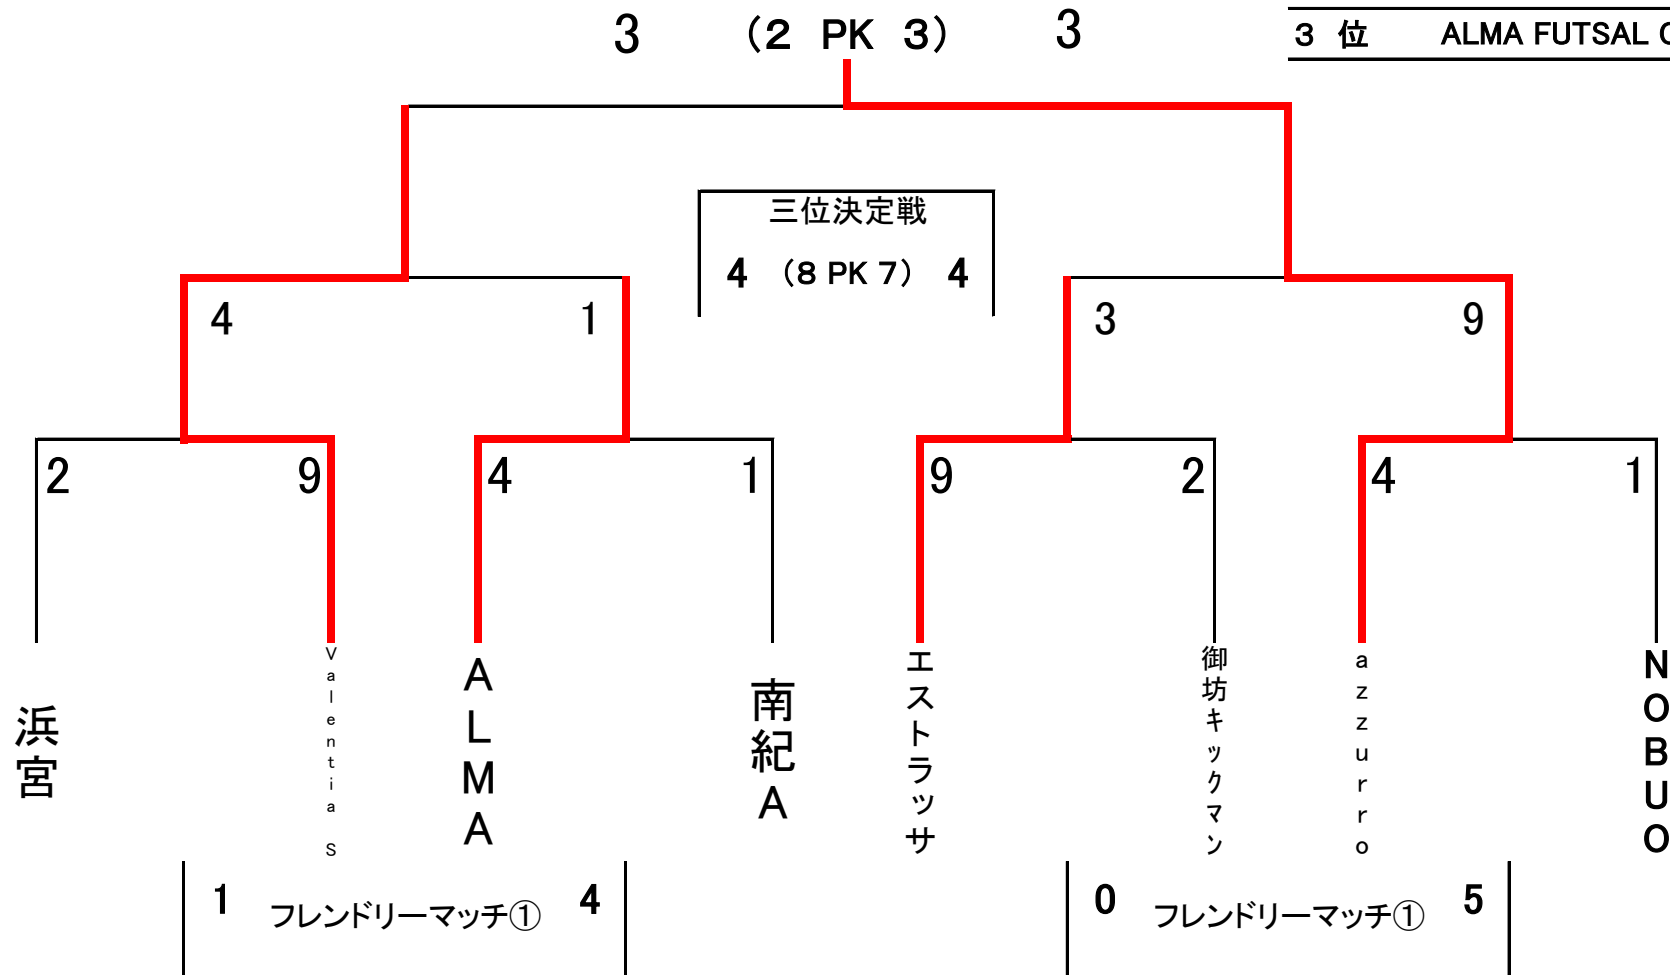 3 （2 PK 3） 3
3 位 ALMA FUTSAL
三位決定戦
4 （8 PK 7） 4
4 1 3 9
2 9 4 1 9 2 4 1
浜宮
Valentia S
ALMA
南紀A
エストラッサ
御坊キックマン
azzurro
NOBUO
1 フレンドリーマッチ① 4
0 フレンドリーマッチ① 5